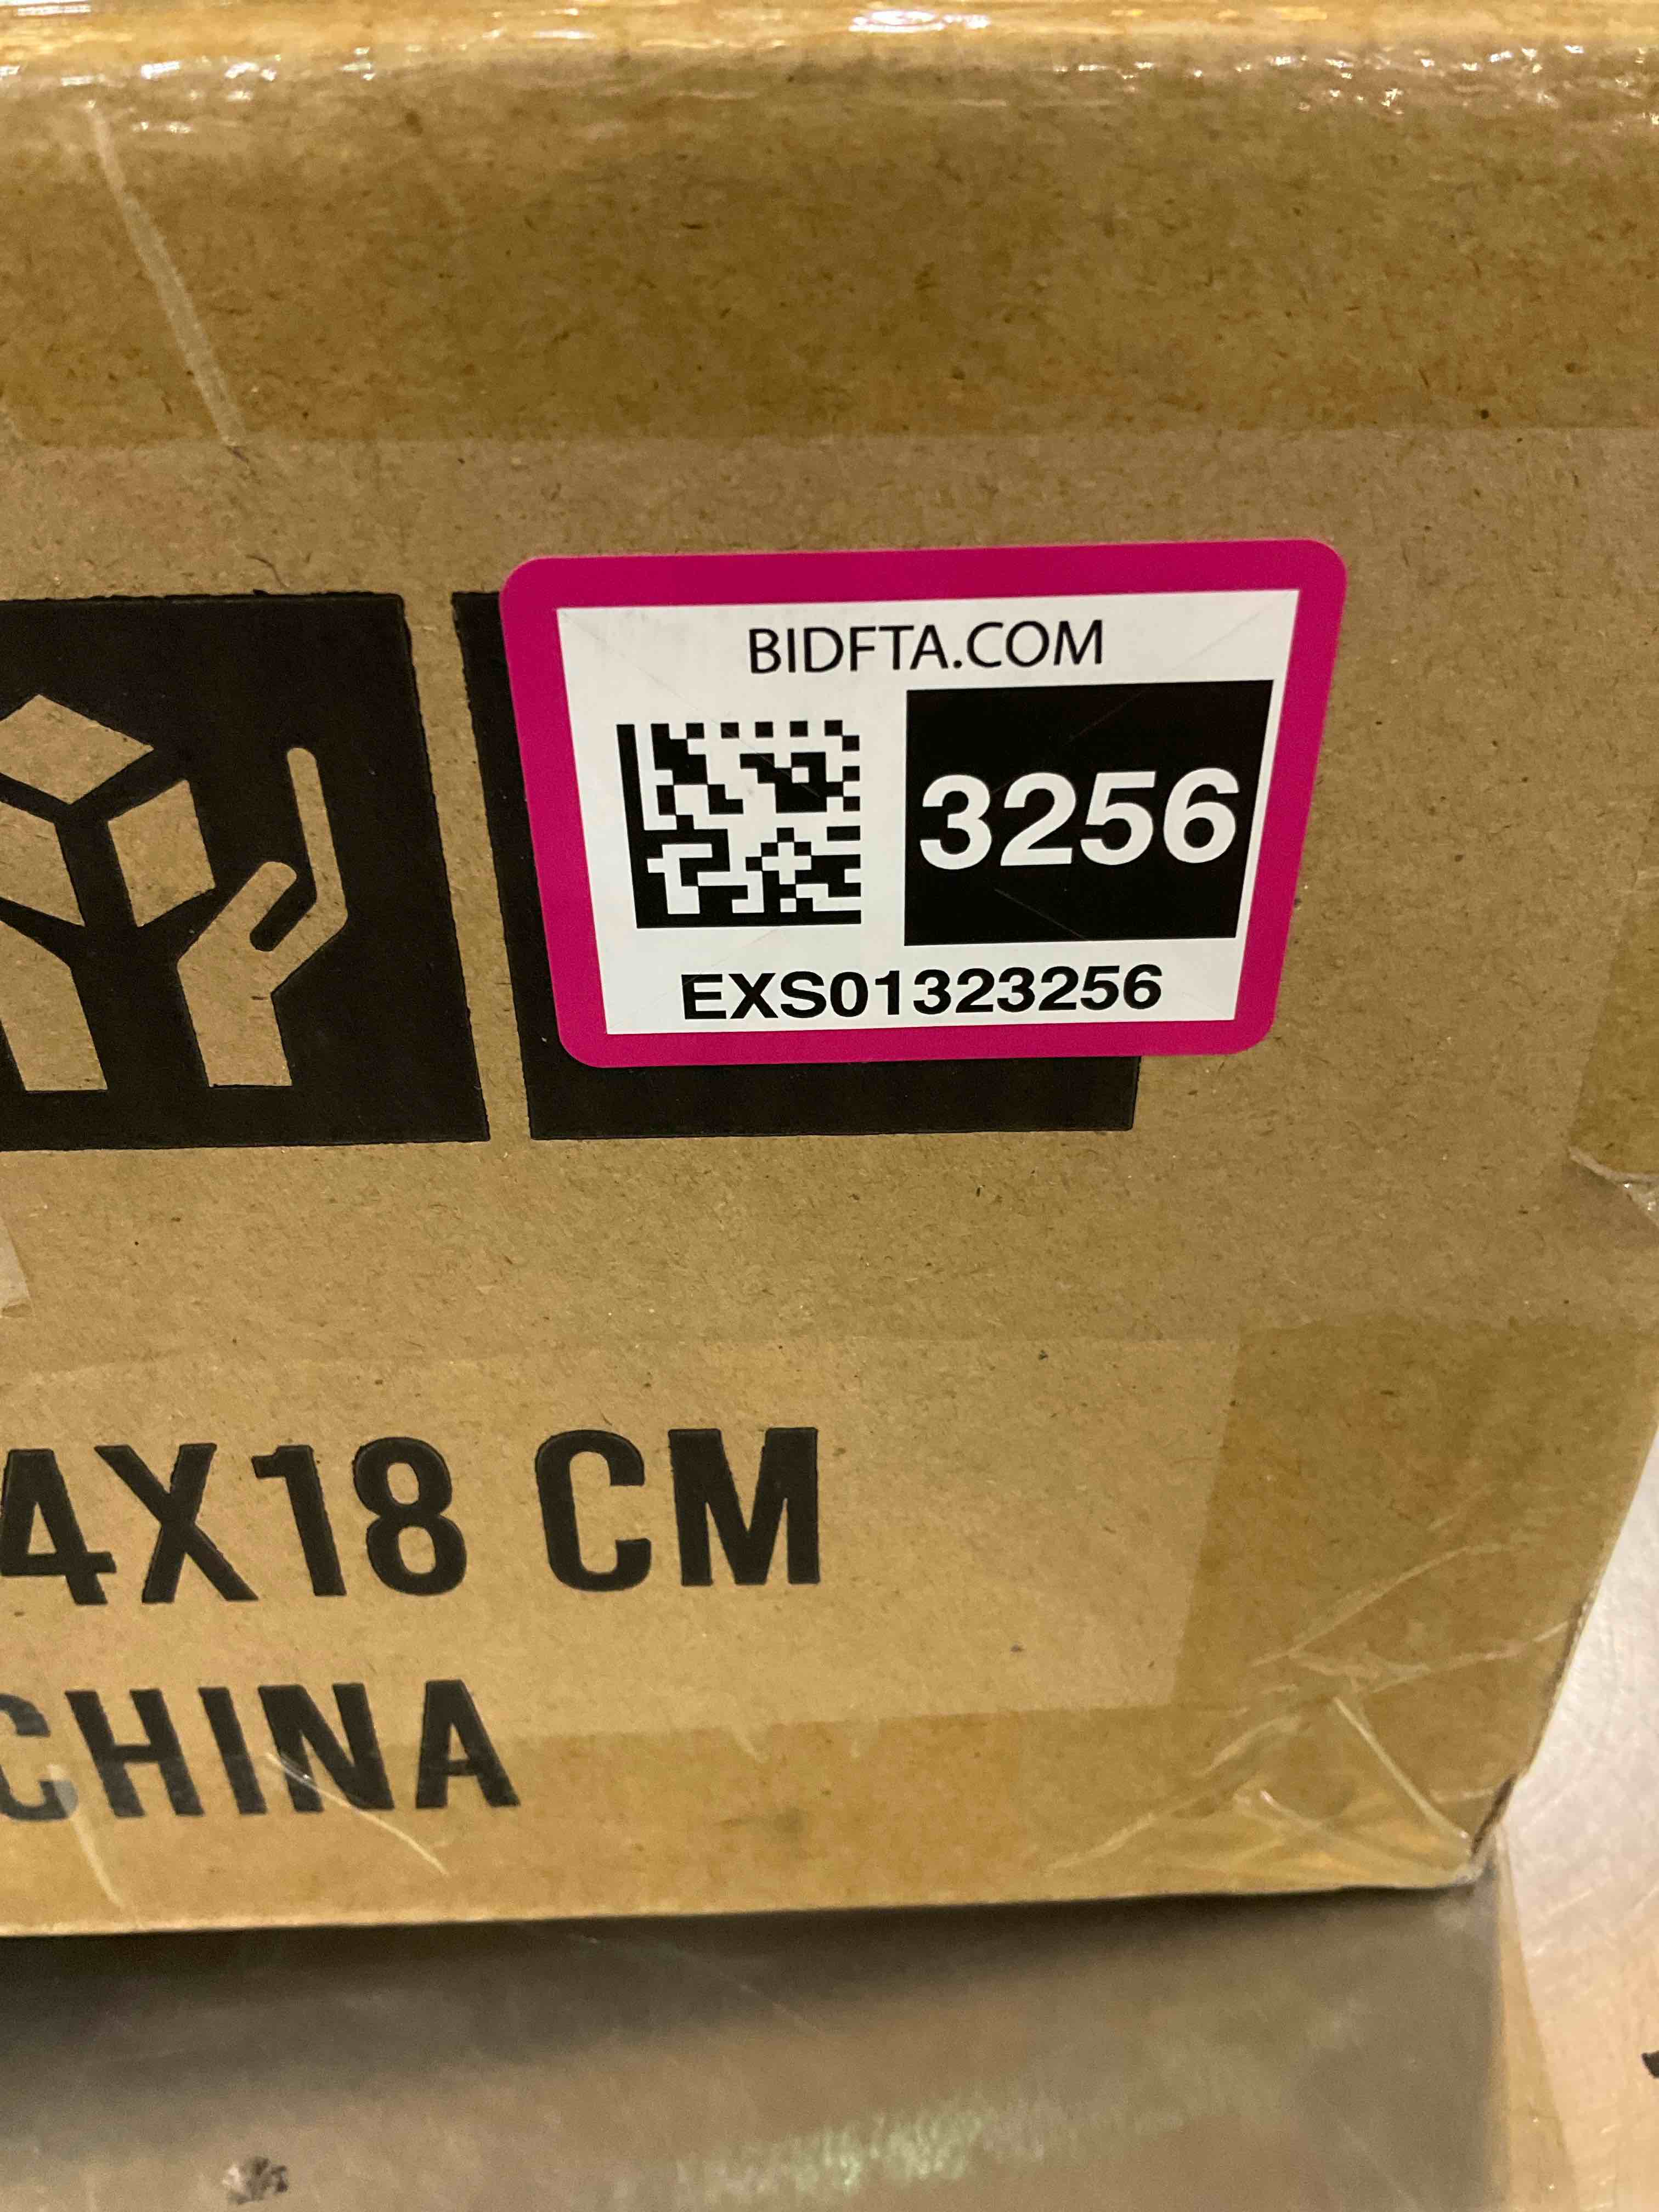 BIDFTA.COM
3256
EXS01323256
4X18 CM
CHINA